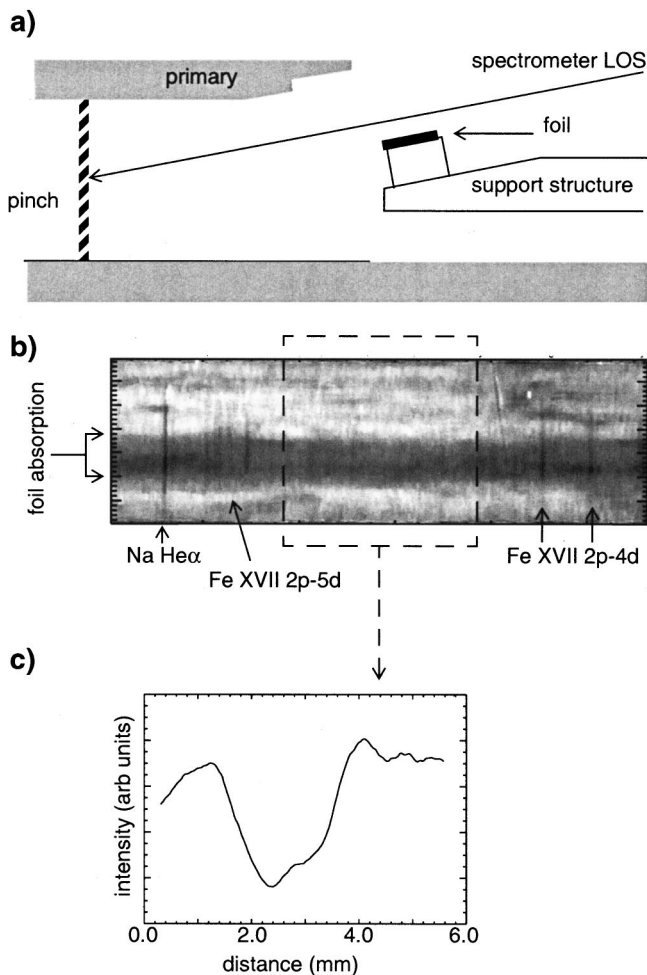 a)
primary
spectrometer LOS
foil
support structure
pinch
b)
foil absorption
Na Heα
Fe XVII 2p-5d
Fe XVII 2p-4d
c)
intensity (arb units)
0.0 2.0 4.0 6.0
distance (mm)